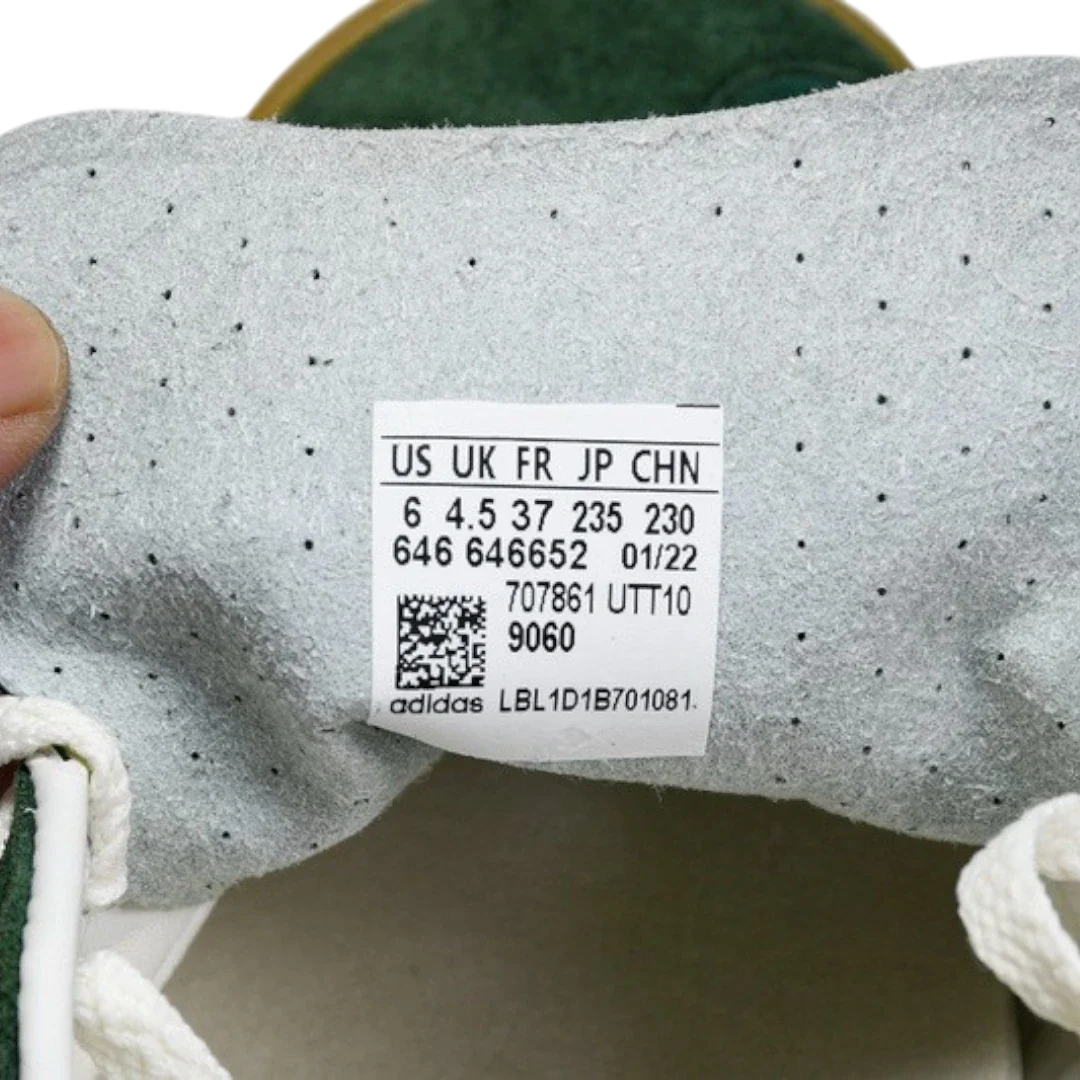 US UK FR JP CHN
6 4.5 37 235 230
646 646652 01/22
707861 UTT10
9060
adidas LBL1D1B701081